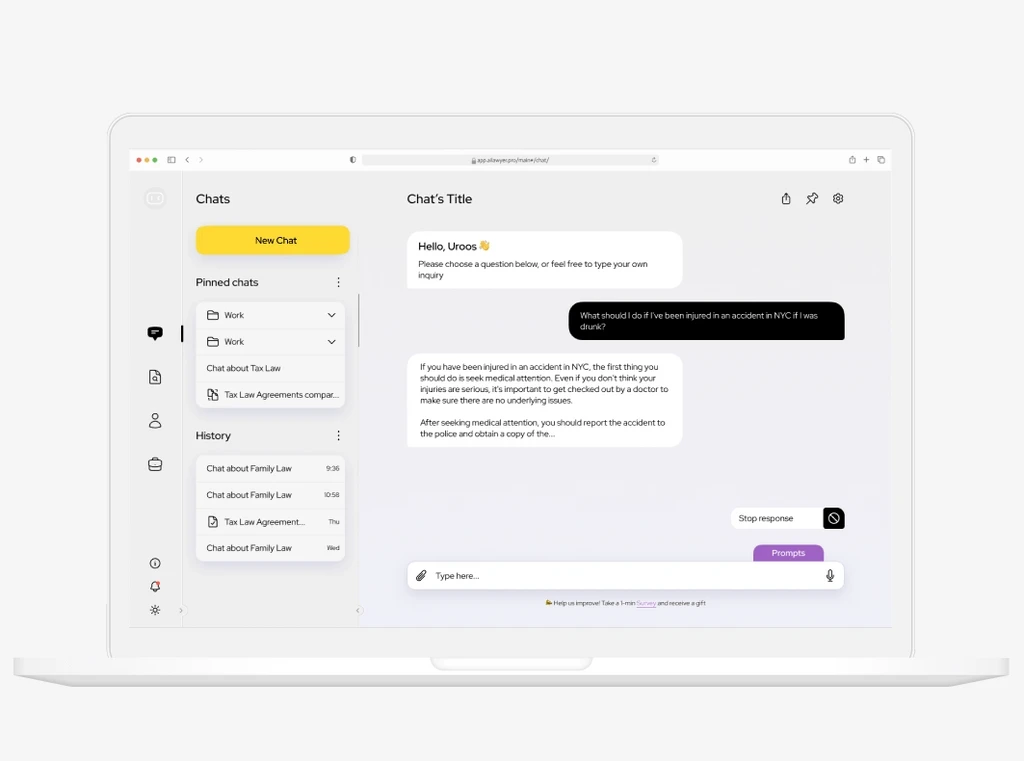 app.ailawyer.pro/main#/chat/
Chats
New Chat
Pinned chats
Work
Work
Chat about Tax Law
Tax Law Agreements compar...
History
Chat about Family Law 9:36
Chat about Family Law 10:58
Tax Law Agreement... Thu
Chat about Family Law Wed
Chat's Title
Hello, Uroos 👋
Please choose a question below, or feel free to type your own
inquiry
What should I do if I've been injured in an accident in NYC if I was
drunk?
If you have been injured in an accident in NYC, the first thing you
should do is seek medical attention. Even if you don't think your
injuries are serious, it's important to get checked out by a doctor to
make sure there are no underlying issues.
After seeking medical attention, you should report the accident to
the police and obtain a copy of the...
Stop response
Prompts
Type here...
Help us improve! Take a 1-min Survey and receive a gift